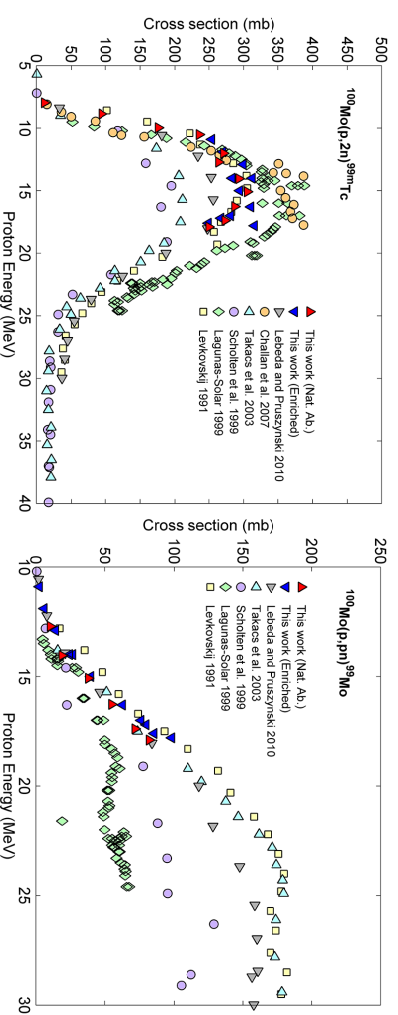 ¹⁰⁰Mo(p,2n)⁹⁹ᵐTc
Cross section (mb)
0 50 100 150 200 250 300 350 400 450 500
5 10 15 20 25 30 35 40
Proton Energy (MeV)
This work (Nat. Ab.)
This work (Enriched)
Lebeda and Pruszynski 2010
Challan et al. 2007
Takacs et al. 2003
Scholten et al. 1999
Lagunas-Solar 1999
Levkovskij 1991
¹⁰⁰Mo(p,pn)⁹⁹Mo
Cross section (mb)
0 50 100 150 200 250
10 15 20 25 30
Proton Energy (MeV)
This work (Nat. Ab.)
This work (Enriched)
Lebeda and Pruszynski 2010
Takacs et al. 2003
Scholten et al. 1999
Lagunas-Solar 1999
Levkovskij 1991